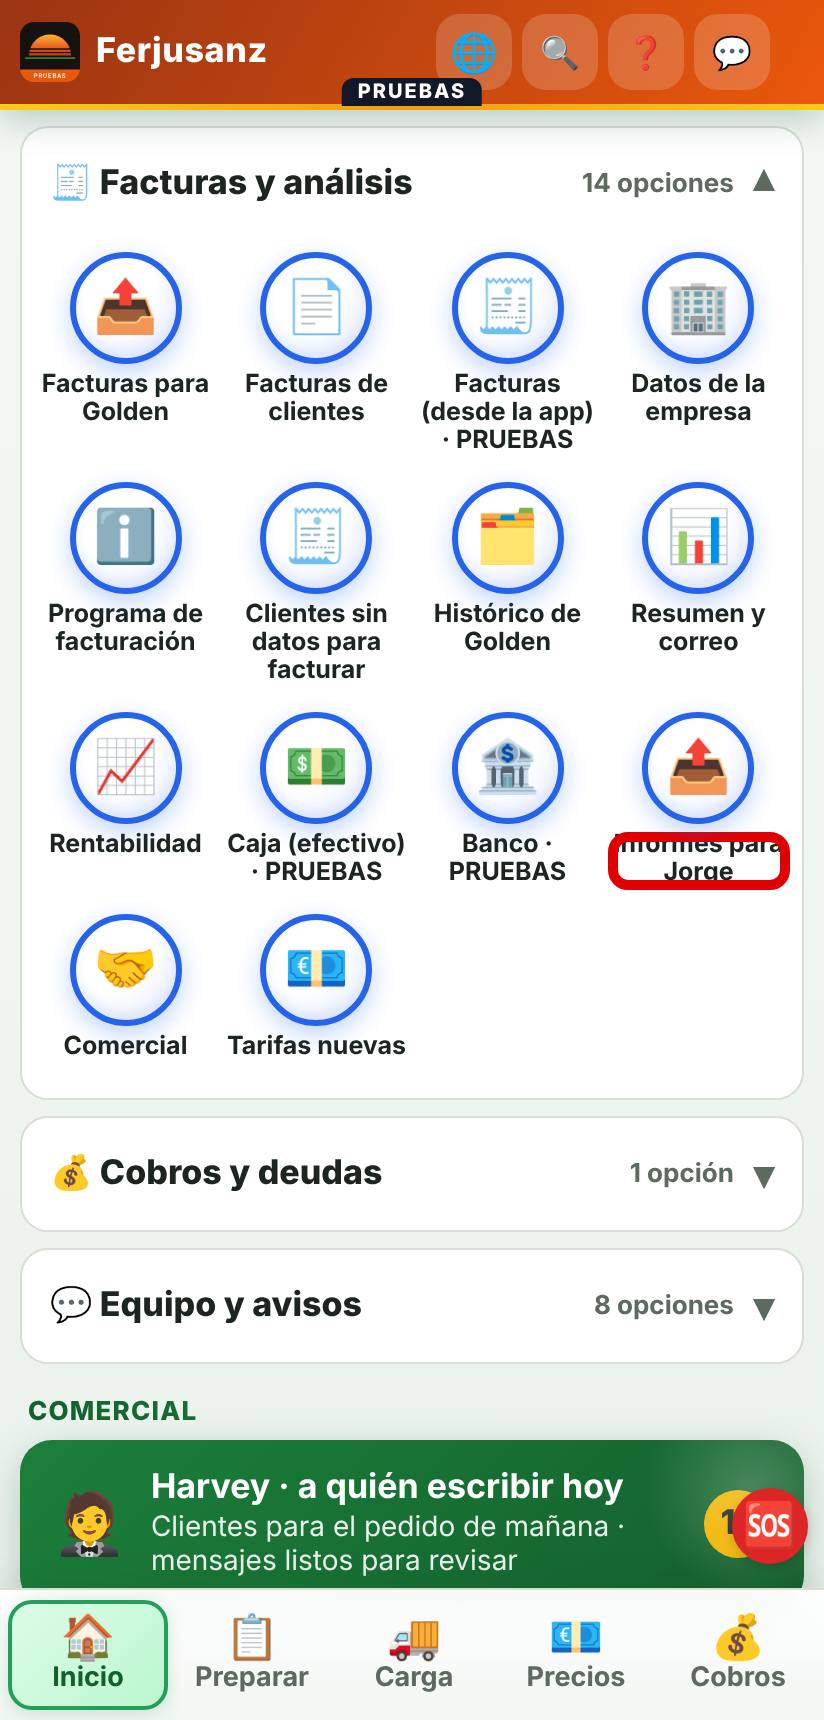 PRUEBAS
Ferjusanz
PRUEBAS
Facturas y análisis
14 opciones
Facturas para
Golden
Facturas de
clientes
Facturas
(desde la app)
· PRUEBAS
Datos de la
empresa
Programa de
facturación
Clientes sin
datos para
facturar
Histórico de
Golden
Resumen y
correo
Rentabilidad
Caja (efectivo)
· PRUEBAS
Banco ·
PRUEBAS
Informes para
Jorge
Comercial
Tarifas nuevas
Cobros y deudas
1 opción
Equipo y avisos
8 opciones
COMERCIAL
Harvey · a quién escribir hoy
Clientes para el pedido de mañana ·
mensajes listos para revisar
SOS
Inicio
Preparar
Carga
Precios
Cobros